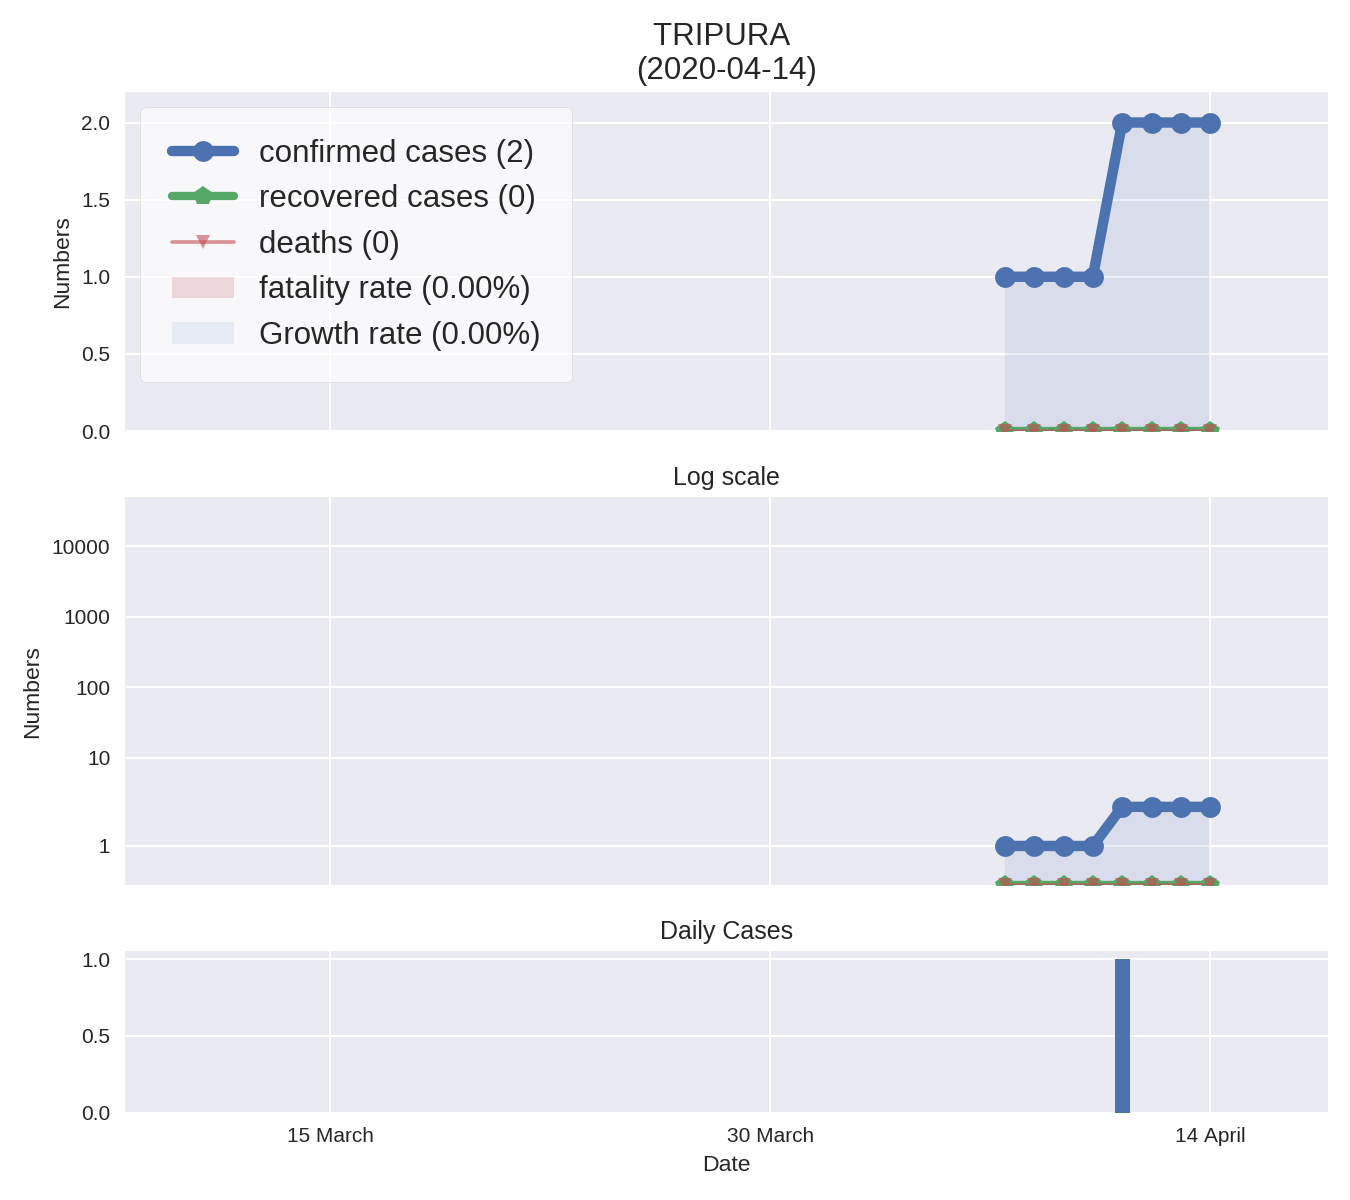 TRIPURA
(2020-04-14)
2.0
1.5
1.0
0.5
0.0
Numbers
confirmed cases (2)
recovered cases (0)
deaths (0)
fatality rate (0.00%)
Growth rate (0.00%)
Log scale
10000
1000
100
10
1
Numbers
Daily Cases
1.0
0.5
0.0
15 March
30 March
14 April
Date